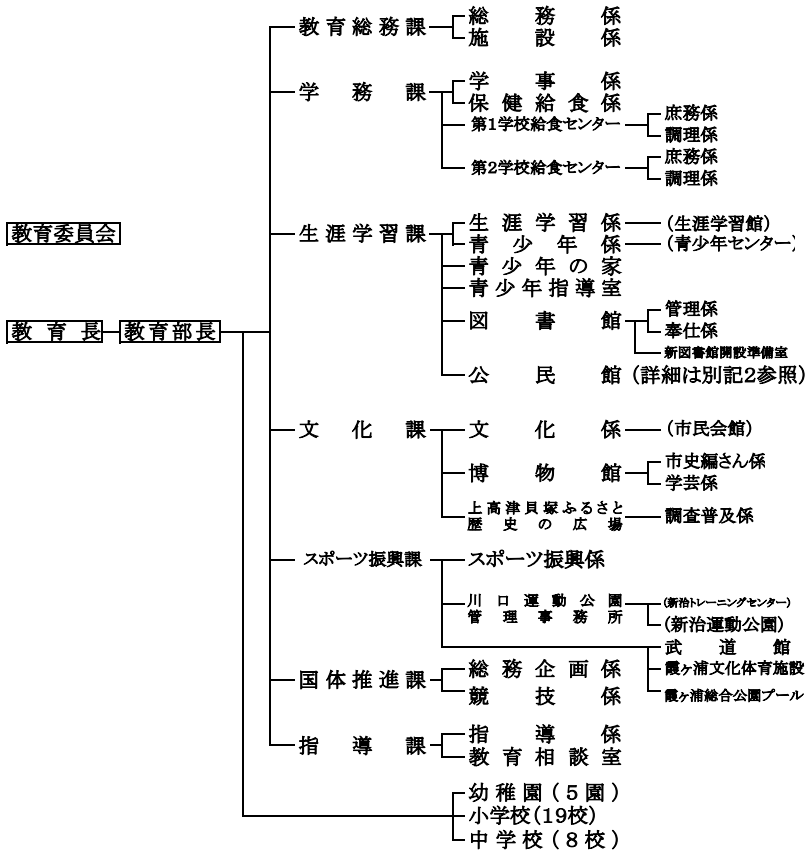 教育総務課
総務係
施設係
学務課
学事係
保健給食係
第1学校給食センター
庶務係
調理係
第2学校給食センター
庶務係
調理係
教育委員会
生涯学習課
生涯学習係
(生涯学習館)
青少年係
(青少年センター)
青少年の家
青少年指導室
教育長
教育部長
図書館
管理係
奉仕係
新図書館開設準備室
公民館
(詳細は別記2参照)
文化課
文化係
(市民会館)
博物館
市史編さん係
学芸係
上高津貝塚ふるさと
歴史の広場
調査普及係
スポーツ振興課
スポーツ振興係
川口運動公園
管理事務所
(新治トレーニングセンター)
(新治運動公園)
武道館
霞ヶ浦文化体育施設
霞ヶ浦総合公園プール
国体推進課
総務企画係
競技係
指導課
指導係
教育相談室
幼稚園(5園)
小学校(19校)
中学校(8校)